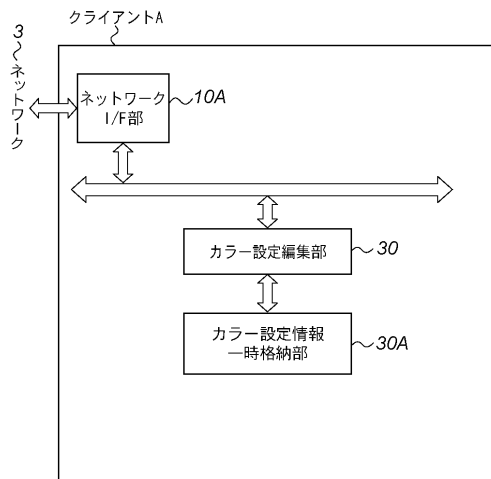 クライアントA
3
ネットワーク
ネットワーク
I/F部
10A
カラー設定編集部
30
カラー設定情報
一時格納部
30A